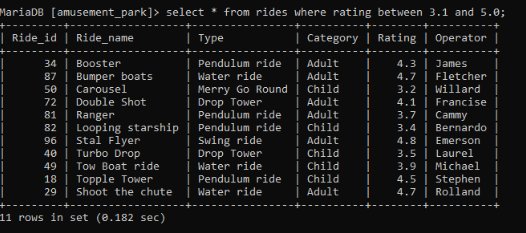 MariaDB [amusement_park]> select * from rides where rating between 3.1 and 5.0;
+---------+-------------------+----------------+----------+--------+-----------+
| Ride_id | Ride_name | Type | Category | Rating | Operator |
+---------+-------------------+----------------+----------+--------+-----------+
| 34 | Booster | Pendulum ride | Adult | 4.3 | James |
| 87 | Bumper boats | Water ride | Adult | 4.7 | Fletcher |
| 50 | Carousel | Merry Go Round | Child | 3.2 | Willard |
| 72 | Double Shot | Drop Tower | Adult | 4.1 | Francise |
| 81 | Ranger | Pendulum ride | Adult | 3.7 | Cammy |
| 82 | Looping starship | Pendulum ride | Child | 3.4 | Bernardo |
| 96 | Stal Flyer | Swing ride | Adult | 4.8 | Emerson |
| 40 | Turbo Drop | Drop Tower | Child | 3.5 | Laurel |
| 49 | Tow Boat ride | Water ride | Child | 3.9 | Michael |
| 18 | Topple Tower | Pendulum ride | Child | 4.5 | Stephen |
| 29 | Shoot the chute | Water ride | Adult | 4.7 | Rolland |
+---------+-------------------+----------------+----------+--------+-----------+
11 rows in set (0.182 sec)